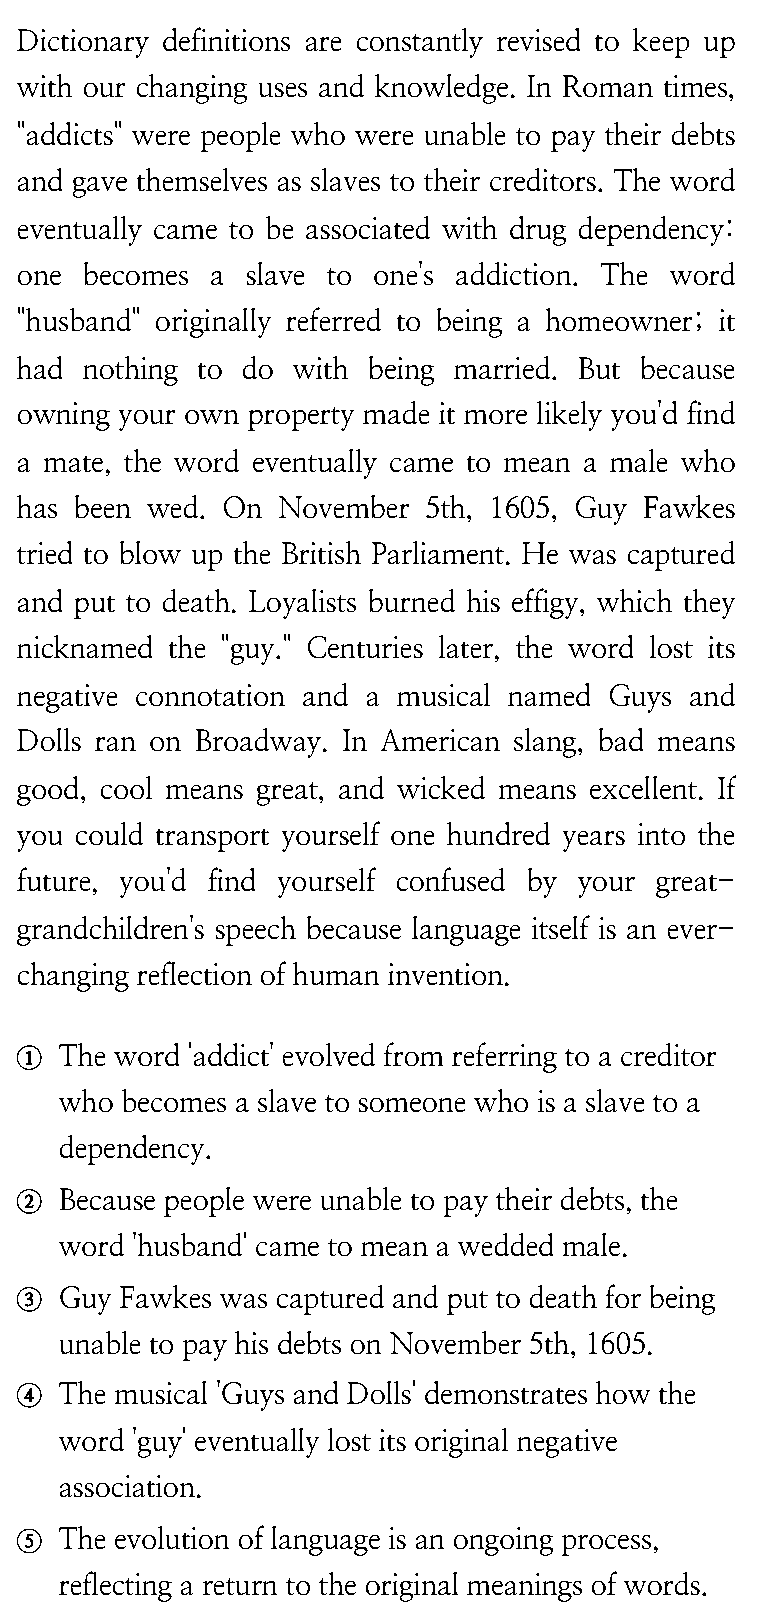 Dictionary definitions are constantly revised to keep up
with our changing uses and knowledge. In Roman times,
"addicts" were people who were unable to pay their debts
and gave themselves as slaves to their creditors. The word
eventually came to be associated with drug dependency:
one becomes a slave to one's addiction. The word
"husband" originally referred to being a homeowner; it
had nothing to do with being married. But because
owning your own property made it more likely you'd find
a mate, the word eventually came to mean a male who
has been wed. On November 5th, 1605, Guy Fawkes
tried to blow up the British Parliament. He was captured
and put to death. Loyalists burned his effigy, which they
nicknamed the "guy." Centuries later, the word lost its
negative connotation and a musical named Guys and
Dolls ran on Broadway. In American slang, bad means
good, cool means great, and wicked means excellent. If
you could transport yourself one hundred years into the
future, you'd find yourself confused by your great-
grandchildren's speech because language itself is an ever-
changing reflection of human invention.
① The word 'addict' evolved from referring to a creditor
who becomes a slave to someone who is a slave to a
dependency.
② Because people were unable to pay their debts, the
word 'husband' came to mean a wedded male.
③ Guy Fawkes was captured and put to death for being
unable to pay his debts on November 5th, 1605.
④ The musical 'Guys and Dolls' demonstrates how the
word 'guy' eventually lost its original negative
association.
⑤ The evolution of language is an ongoing process,
reflecting a return to the original meanings of words.